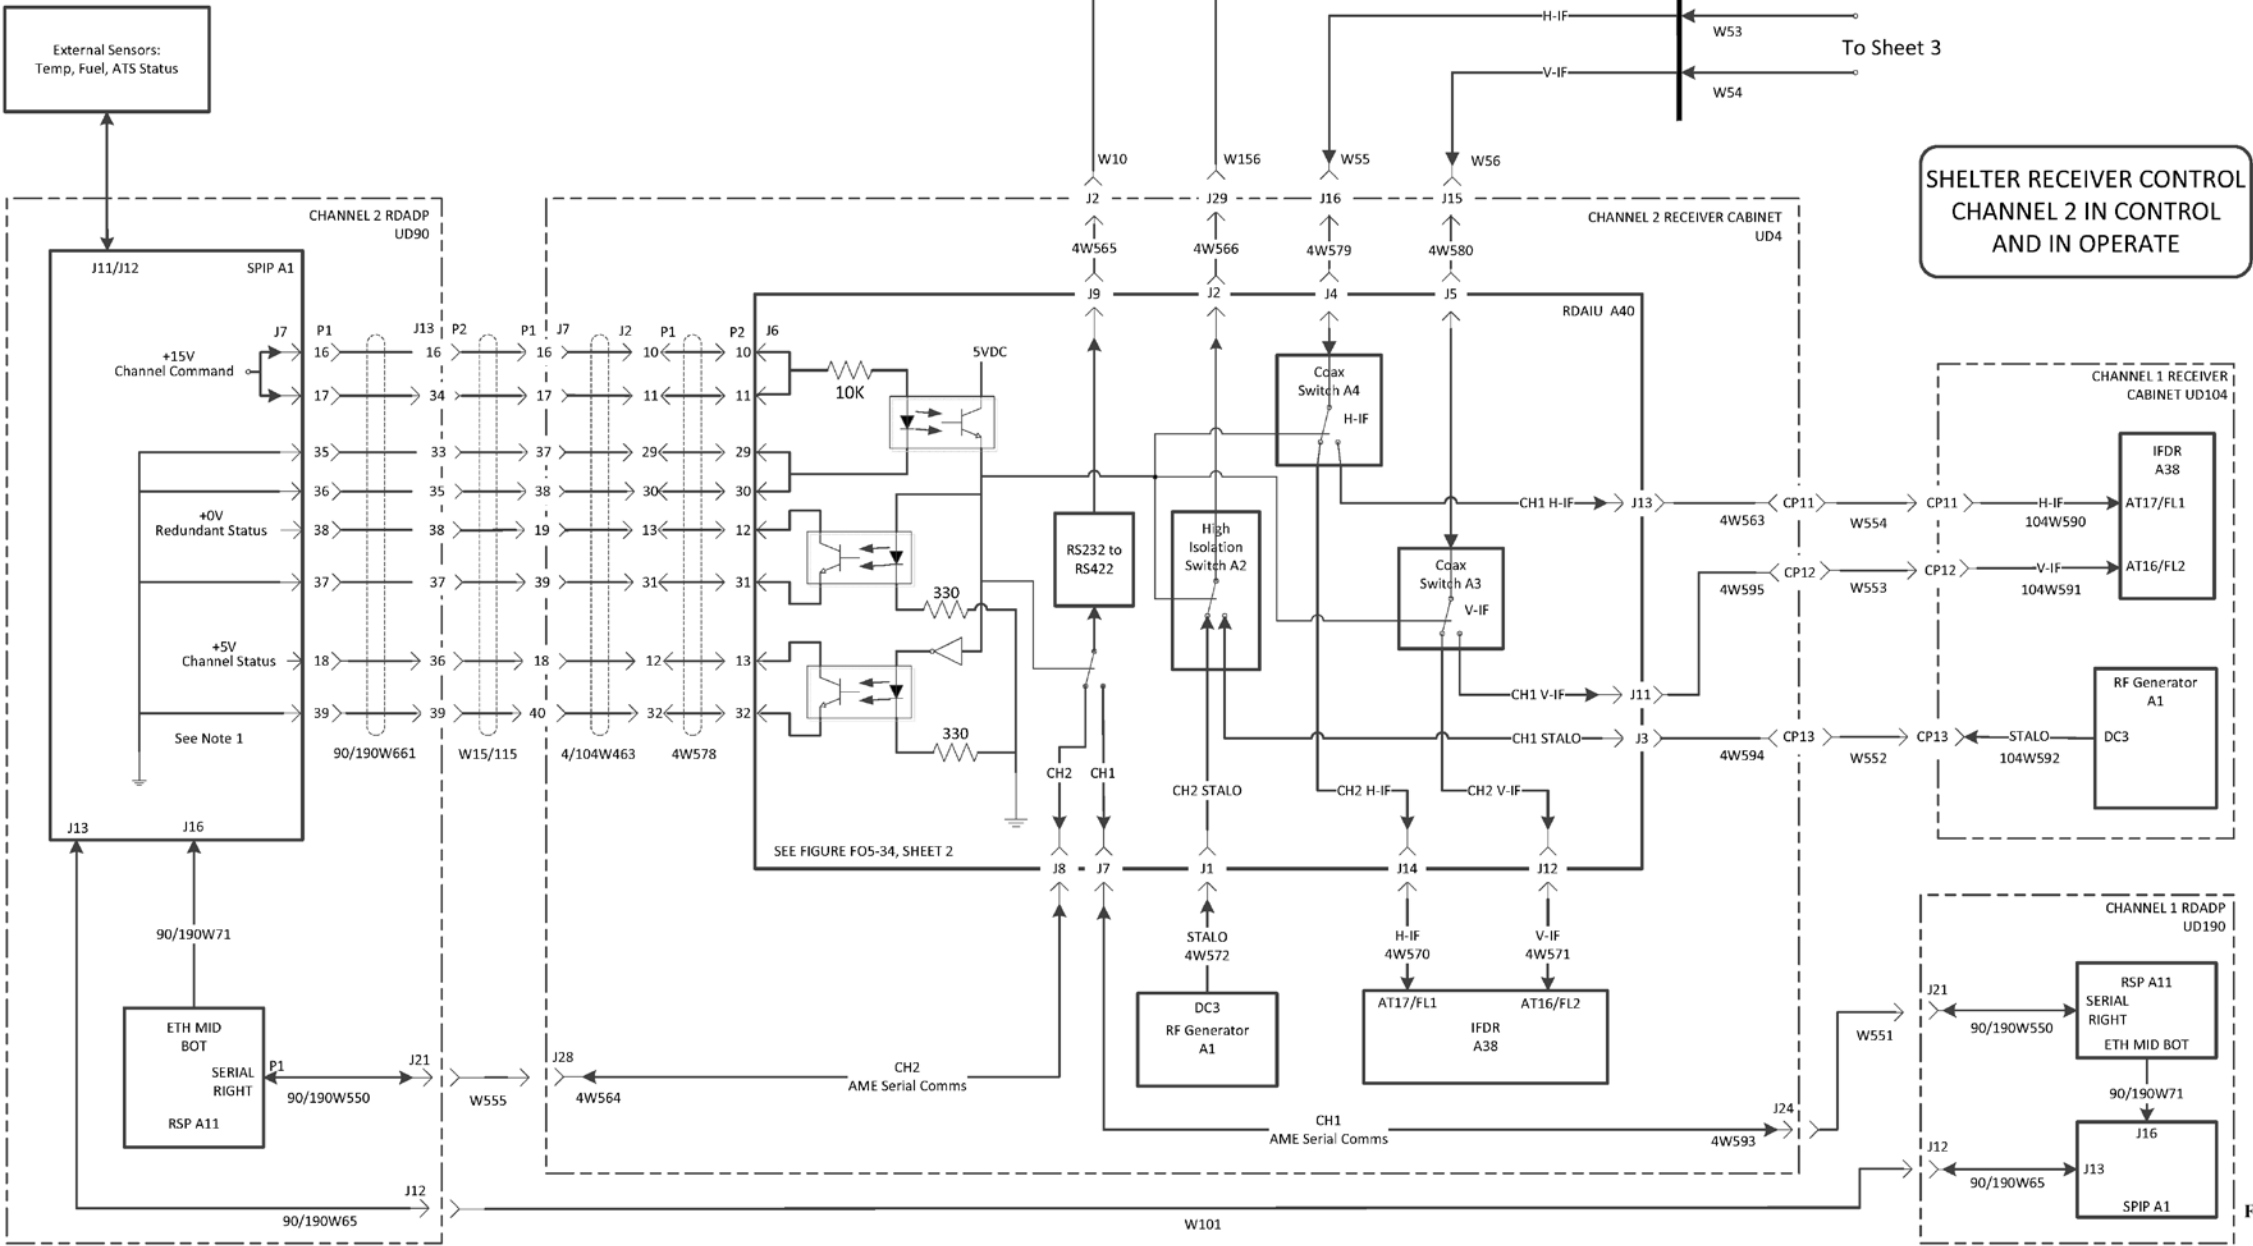 External Sensors:
Temp, Fuel, ATS Status
H-IF
W53
To Sheet 3
V-IF
W54
W10
W156
W55
W56
SHELTER RECEIVER CONTROL
CHANNEL 2 IN CONTROL
AND IN OPERATE
CHANNEL 2 RDADP
UD90
J2
J29
J16
J15
CHANNEL 2 RECEIVER CABINET
UD4
4W565
4W566
4W579
4W580
J11/J12
SPIP A1
J9
J2
J4
J5
RDAIU A40
J7
P1
J13
P2
P1
J7
J2
P1
P2
J6
+15V
Channel Command
16
16
16
10
10
17
34
17
11
11
35
33
37
29
29
36
35
38
30
30
+0V
Redundant Status
38
38
19
13
12
37
37
39
31
31
+5V
Channel Status
18
36
18
12
13
39
39
40
32
32
See Note 1
90/190W661
W15/115
4/104W463
4W578
10K
5VDC
330
330
RS232 to
RS422
High
Isolation
Switch A2
Coax
Switch A4
H-IF
Coax
Switch A3
V-IF
CH1 H-IF
J13
4W563
CP11
W554
CP11
H-IF
104W590
AT17/FL1
CHANNEL 1 RECEIVER
CABINET UD104
IFDR
A38
4W595
CP12
W553
CP12
V-IF
104W591
AT16/FL2
CH1 V-IF
J11
CH1 STALO
J3
4W594
CP13
W552
CP13
STALO
104W592
RF Generator
A1
DC3
CH2
CH1
CH2 STALO
CH2 H-IF
CH2 V-IF
SEE FIGURE FO5-34, SHEET 2
J8
J7
J1
J14
J12
J13
J16
90/190W71
STALO
4W572
H-IF
4W570
V-IF
4W571
DC3
RF Generator
A1
AT17/FL1
AT16/FL2
IFDR
A38
ETH MID
BOT
SERIAL
RIGHT
RSP A11
P1
90/190W550
J21
W555
J28
4W564
CH2
AME Serial Comms
CH1
AME Serial Comms
4W593
J24
W551
CHANNEL 1 RDADP
UD190
J21
90/190W550
RSP A11
SERIAL
RIGHT
ETH MID BOT
90/190W71
J16
J12
90/190W65
J13
SPIP A1
J12
90/190W65
W101